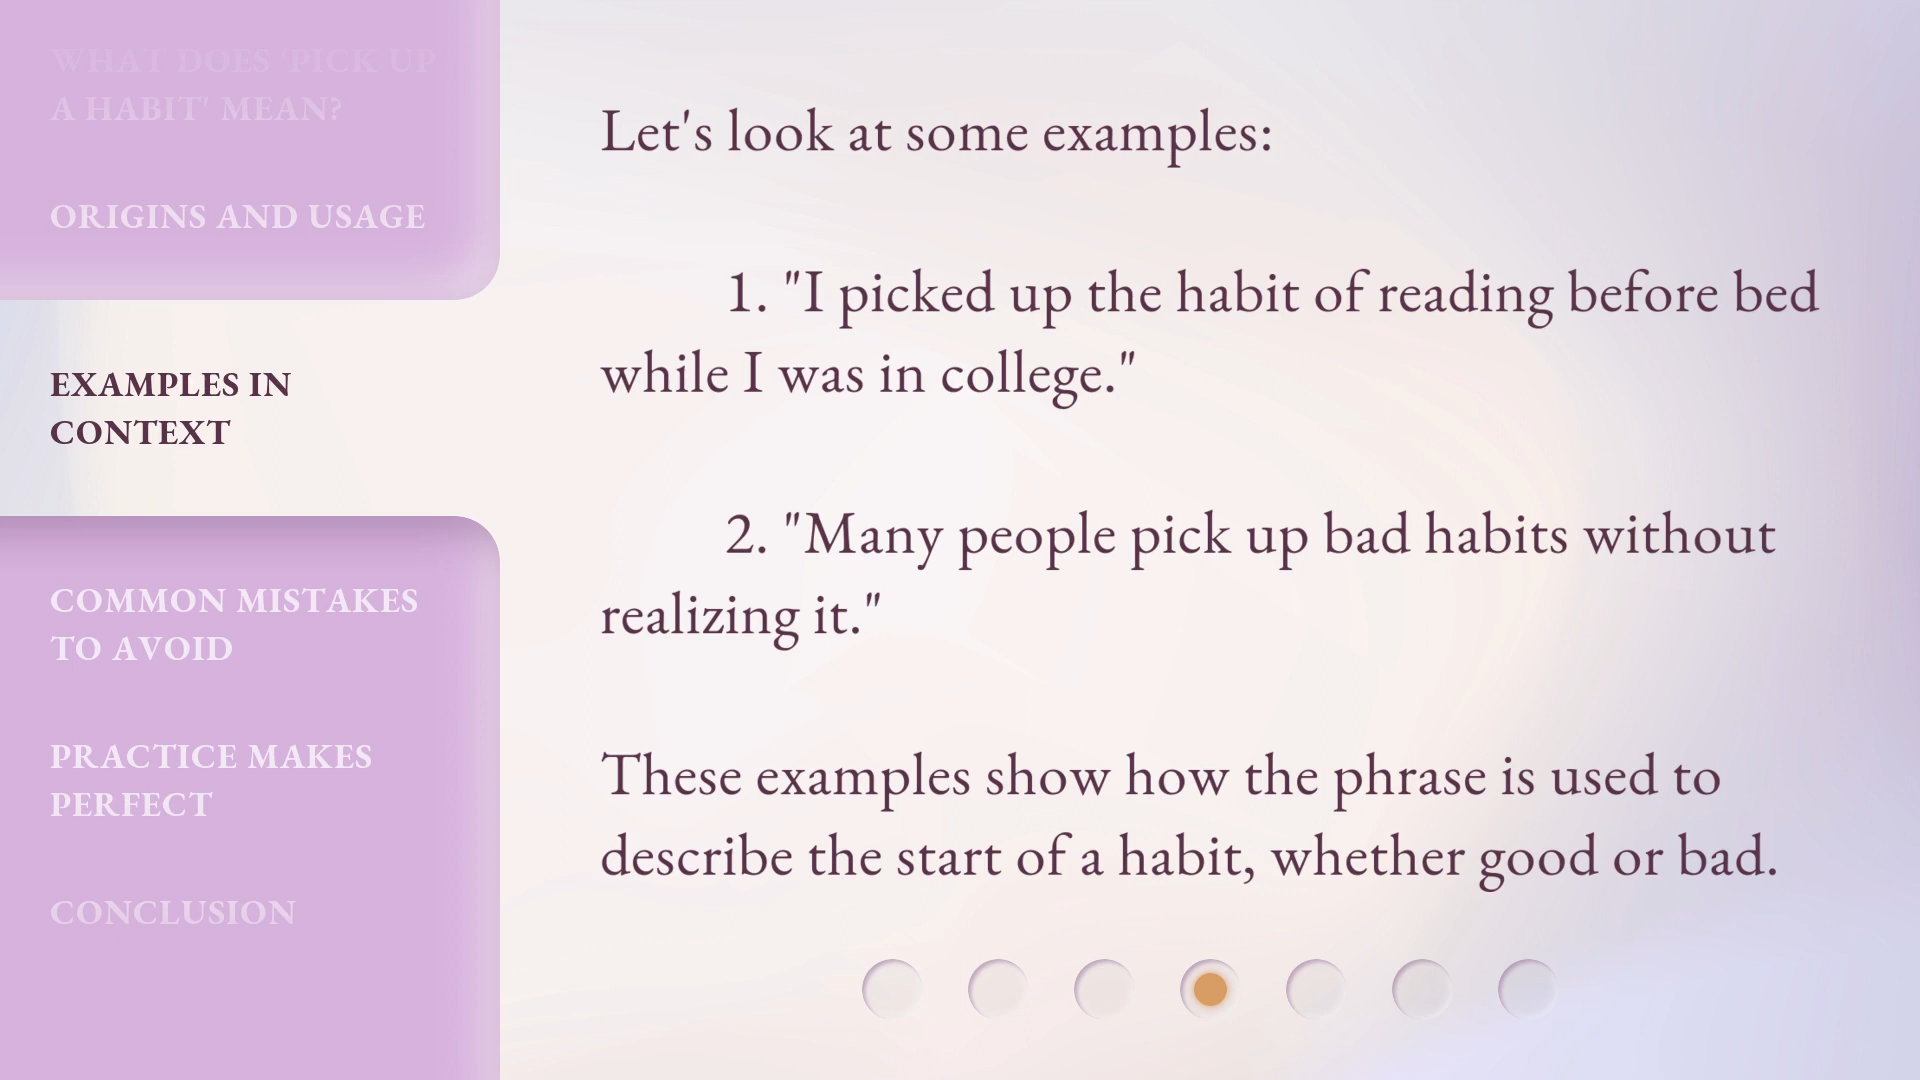 WHAT DOES 'PICK UP
A HABIT' MEAN?
ORIGINS AND USAGE
EXAMPLES IN
CONTEXT
COMMON MISTAKES
TO AVOID
PRACTICE MAKES
PERFECT
CONCLUSION
Let's look at some examples:
1. "I picked up the habit of reading before bed
while I was in college."
2. "Many people pick up bad habits without
realizing it."
These examples show how the phrase is used to
describe the start of a habit, whether good or bad.